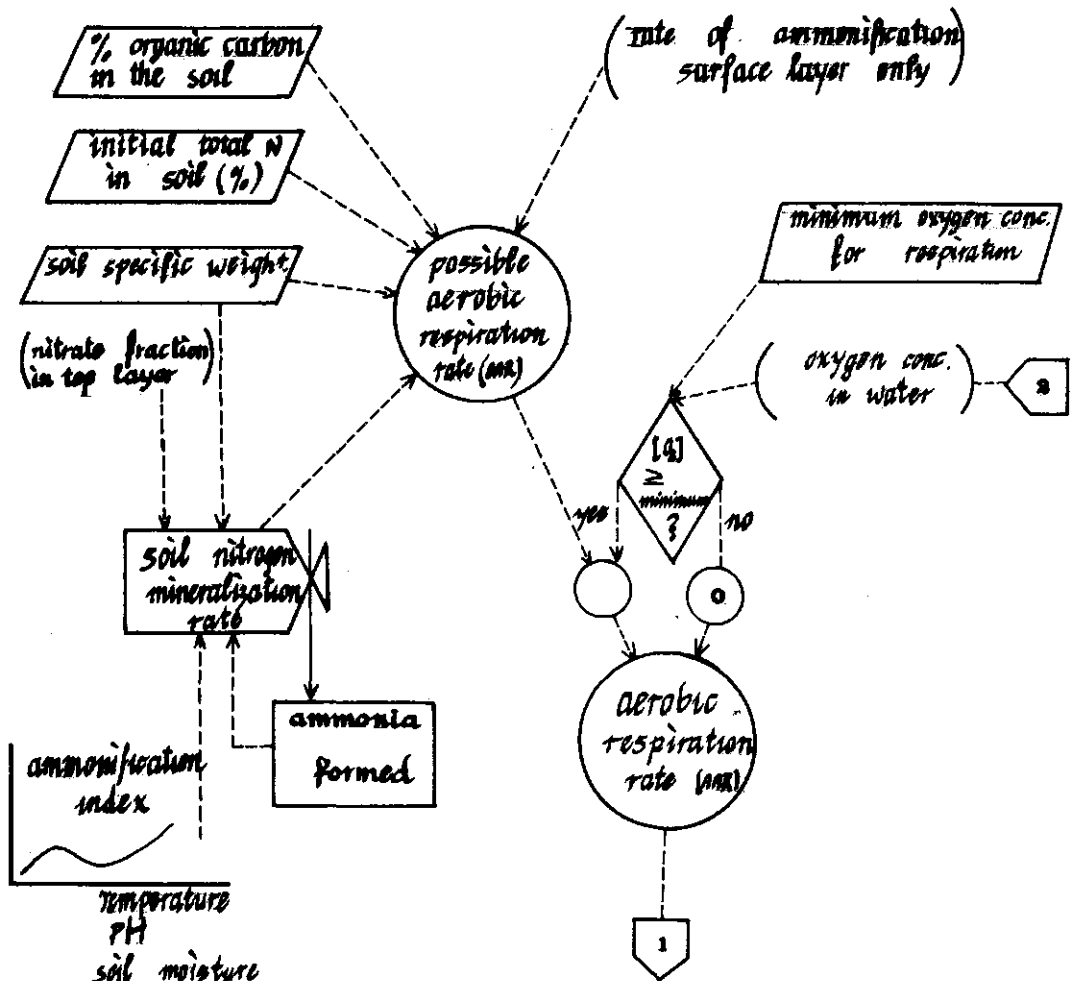 % organic carbon
in the soil
(rate of ammonification
surface layer only)
initial total N
in soil (%)
minimum oxygen conc.
for respiration
soil specific weight
possible
aerobic
respiration
rate
(nitrate fraction
in top layer)
(oxygen conc.
in water)
2
≥
minimum
?
yes
no
0
soil nitrogen
mineralization
rate
aerobic
respiration
rate
ammonia
formed
ammonification
index
temperature
pH
soil moisture
1